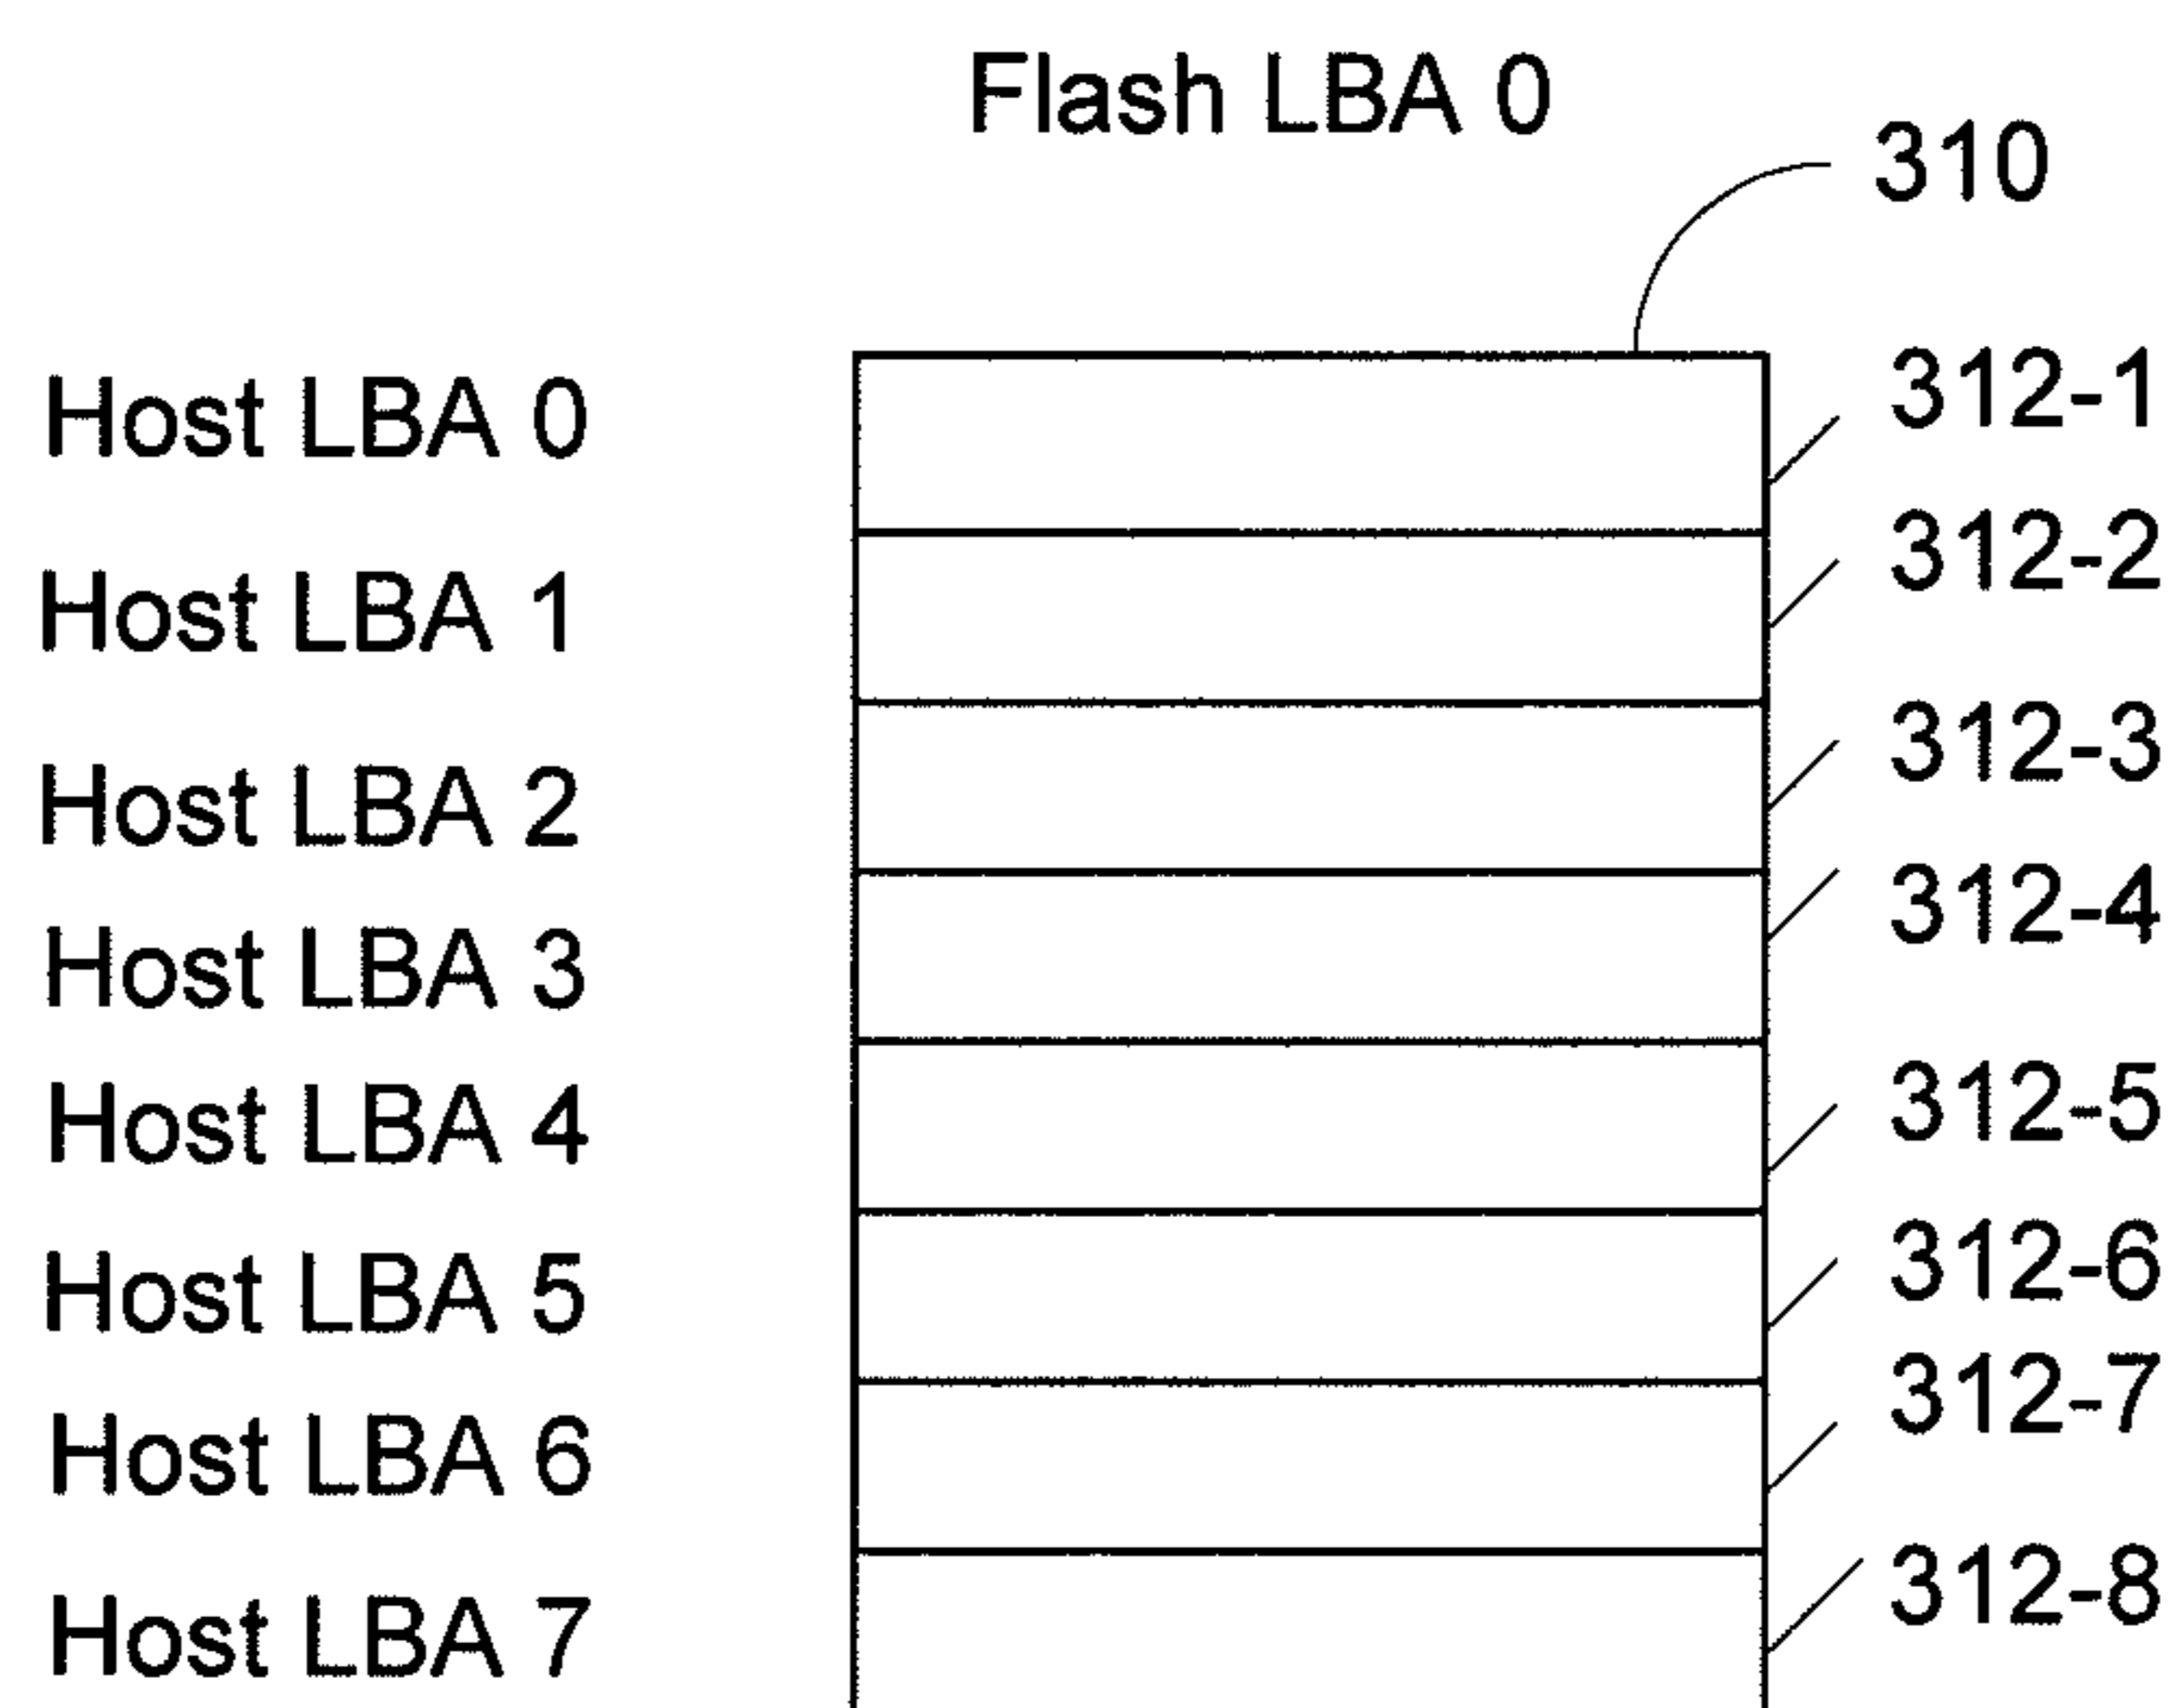 Flash LBA 0
310
Host LBA 0
312-1
Host LBA 1
312-2
Host LBA 2
312-3
Host LBA 3
312-4
Host LBA 4
312-5
Host LBA 5
312-6
Host LBA 6
312-7
Host LBA 7
312-8